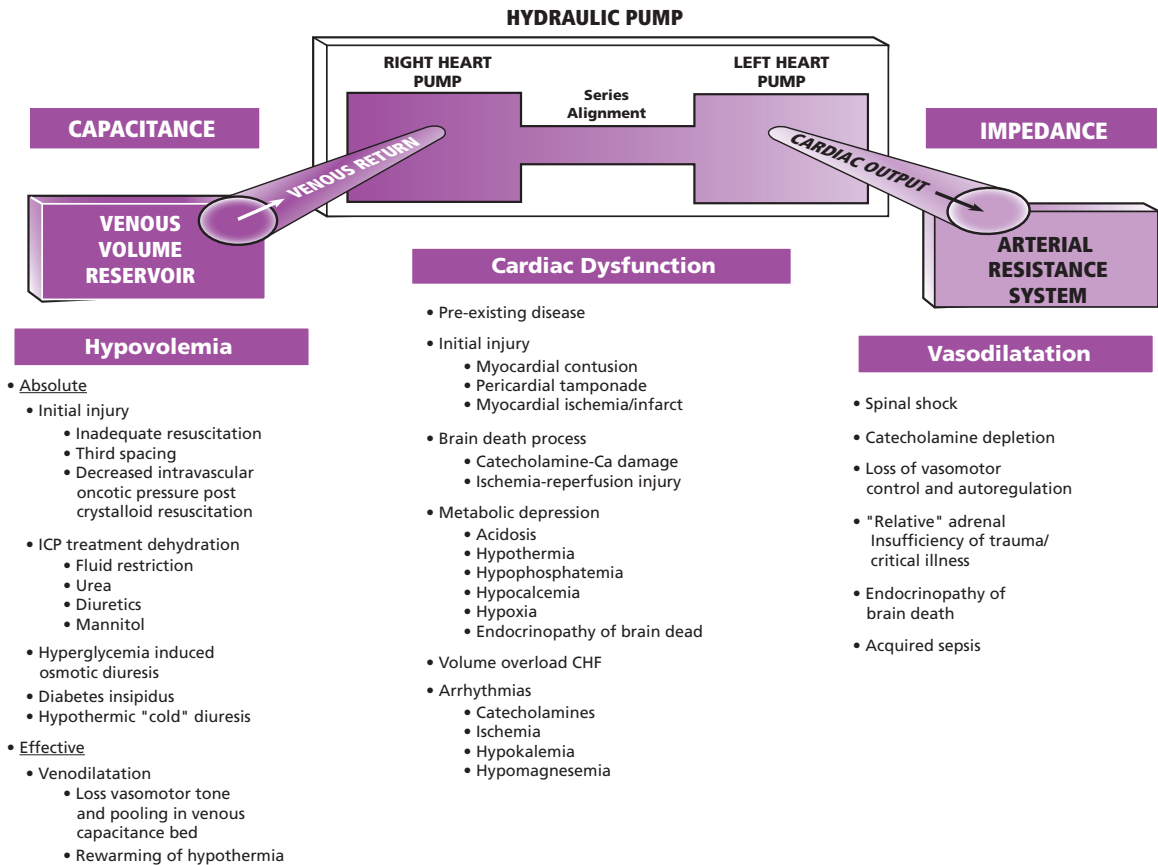 HYDRAULIC PUMP
RIGHT HEART
PUMP
LEFT HEART
PUMP
Series
Alignment
CAPACITANCE
IMPEDANCE
VENOUS RETURN
CARDIAC OUTPUT
VENOUS
VOLUME
RESERVOIR
ARTERIAL
RESISTANCE
SYSTEM
Hypovolemia
• Absolute
• Initial injury
• Inadequate resuscitation
• Third spacing
• Decreased intravascular
oncotic pressure post
crystalloid resuscitation
• ICP treatment dehydration
• Fluid restriction
• Urea
• Diuretics
• Mannitol
• Hyperglycemia induced
osmotic diuresis
• Diabetes insipidus
• Hypothermic "cold" diuresis
• Effective
• Venodilatation
• Loss vasomotor tone
and pooling in venous
capacitance bed
• Rewarming of hypothermia
Cardiac Dysfunction
• Pre-existing disease
• Initial injury
• Myocardial contusion
• Pericardial tamponade
• Myocardial ischemia/infarct
• Brain death process
• Catecholamine-Ca damage
• Ischemia-reperfusion injury
• Metabolic depression
• Acidosis
• Hypothermia
• Hypophosphatemia
• Hypocalcemia
• Hypoxia
• Endocrinopathy of brain dead
• Volume overload CHF
• Arrhythmias
• Catecholamines
• Ischemia
• Hypokalemia
• Hypomagnesemia
Vasodilatation
• Spinal shock
• Catecholamine depletion
• Loss of vasomotor
control and autoregulation
• "Relative" adrenal
Insufficiency of trauma/
critical illness
• Endocrinopathy of
brain death
• Acquired sepsis